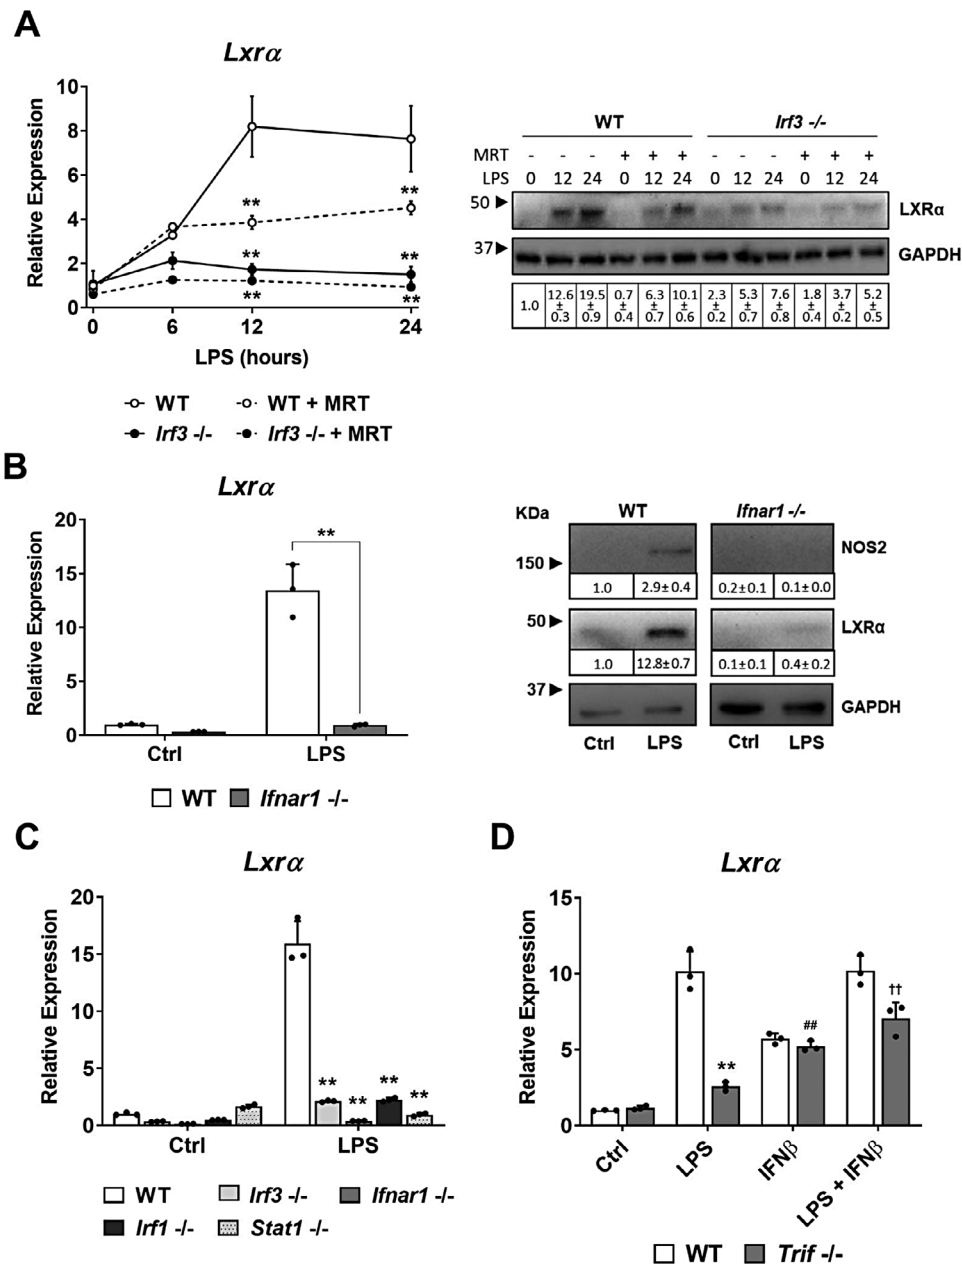 A
Lxrα
Relative Expression
10
8
6
4
2
0
**
**
**
**
**
**
0 6 12 24
LPS (hours)
WT WT + MRT
Irf3 -/- Irf3 -/- + MRT
WT Irf3 -/-
MRT - - - + + + - - - + + +
LPS 0 12 24 0 12 24 0 12 24 0 12 24
50 LXRα
37 GAPDH
1.0 12.6 ± 0.3 19.5 ± 0.9 0.7 ± 0.4 6.3 ± 0.7 10.1 ± 0.6 2.3 ± 0.2 5.3 ± 0.7 7.6 ± 0.8 1.8 ± 0.4 3.7 ± 0.2 5.2 ± 0.5
B
Lxrα
Relative Expression
20
15
10
5
0
**
Ctrl LPS
WT Ifnar1 -/-
KDa WT Ifnar1 -/-
NOS2
150
1.0 2.9±0.4 0.2±0.1 0.1±0.0
50 LXRα
1.0 12.8±0.7 0.1±0.1 0.4±0.2
37 GAPDH
Ctrl LPS Ctrl LPS
C
Lxrα
Relative Expression
20
15
10
5
0
** ** ** **
Ctrl LPS
WT Irf3 -/- Ifnar1 -/-
Irf1 -/- Stat1 -/-
D
Lxrα
Relative Expression
15
10
5
0
** ## ††
Ctrl LPS IFNβ LPS + IFNβ
WT Trif -/-